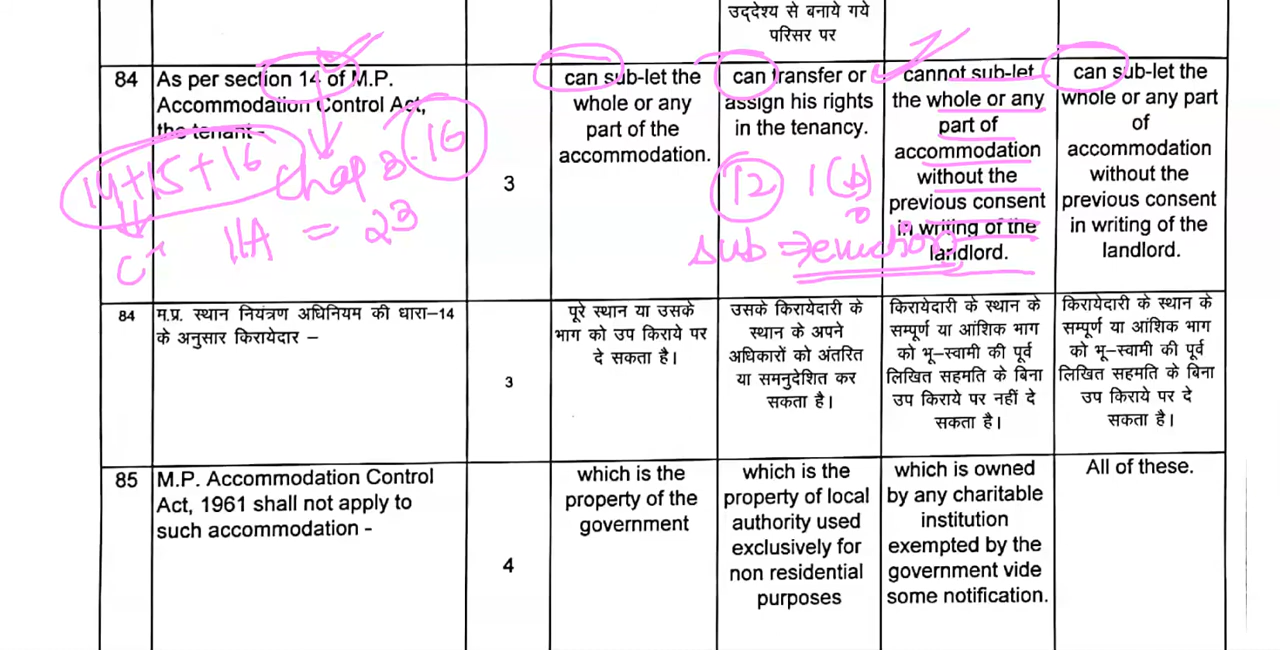 उद्देश्य से बनाये गये
परिसर पर
84
As per section 14 of M.P.
Accommodation Control Act,
the tenant -
3
can sub-let the
whole or any
part of the
accommodation.
can transfer or
assign his rights
in the tenancy.
cannot sub-let
the whole or any
part of
accommodation
without the
previous consent
in writing of the
landlord.
can sub-let the
whole or any part
of
accommodation
without the
previous consent
in writing of the
landlord.
14+15+16
Chap 3
16
11A = 23
12 1(b)
sub ⇒ eviction
84
म.प्र. स्थान नियंत्रण अधिनियम की धारा–14
के अनुसार किरायेदार –
3
पूरे स्थान या उसके
भाग को उप किराये पर
दे सकता है।
उसके किरायेदारी के
स्थान के अपने
अधिकारों को अंतरित
या समनुदेशित कर
सकता है।
किरायेदारी के स्थान के
सम्पूर्ण या आंशिक भाग
को भू–स्वामी की पूर्व
लिखित सहमति के बिना
उप किराये पर नहीं दे
सकता है।
किरायेदारी के स्थान के
सम्पूर्ण या आंशिक भाग
को भू–स्वामी की पूर्व
लिखित सहमति के बिना
उप किराये पर दे
सकता है।
85
M.P. Accommodation Control
Act, 1961 shall not apply to
such accommodation -
4
which is the
property of the
government
which is the
property of local
authority used
exclusively for
non residential
purposes
which is owned
by any charitable
institution
exempted by the
government vide
some notification.
All of these.